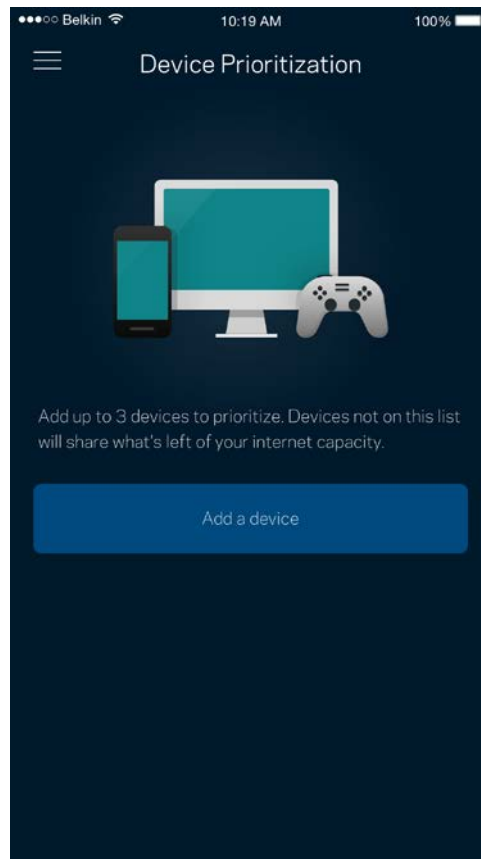 ●●●○○ Belkin 10:19 AM 100%
Device Prioritization
Add up to 3 devices to prioritize. Devices not on this list
will share what's left of your internet capacity.
Add a device